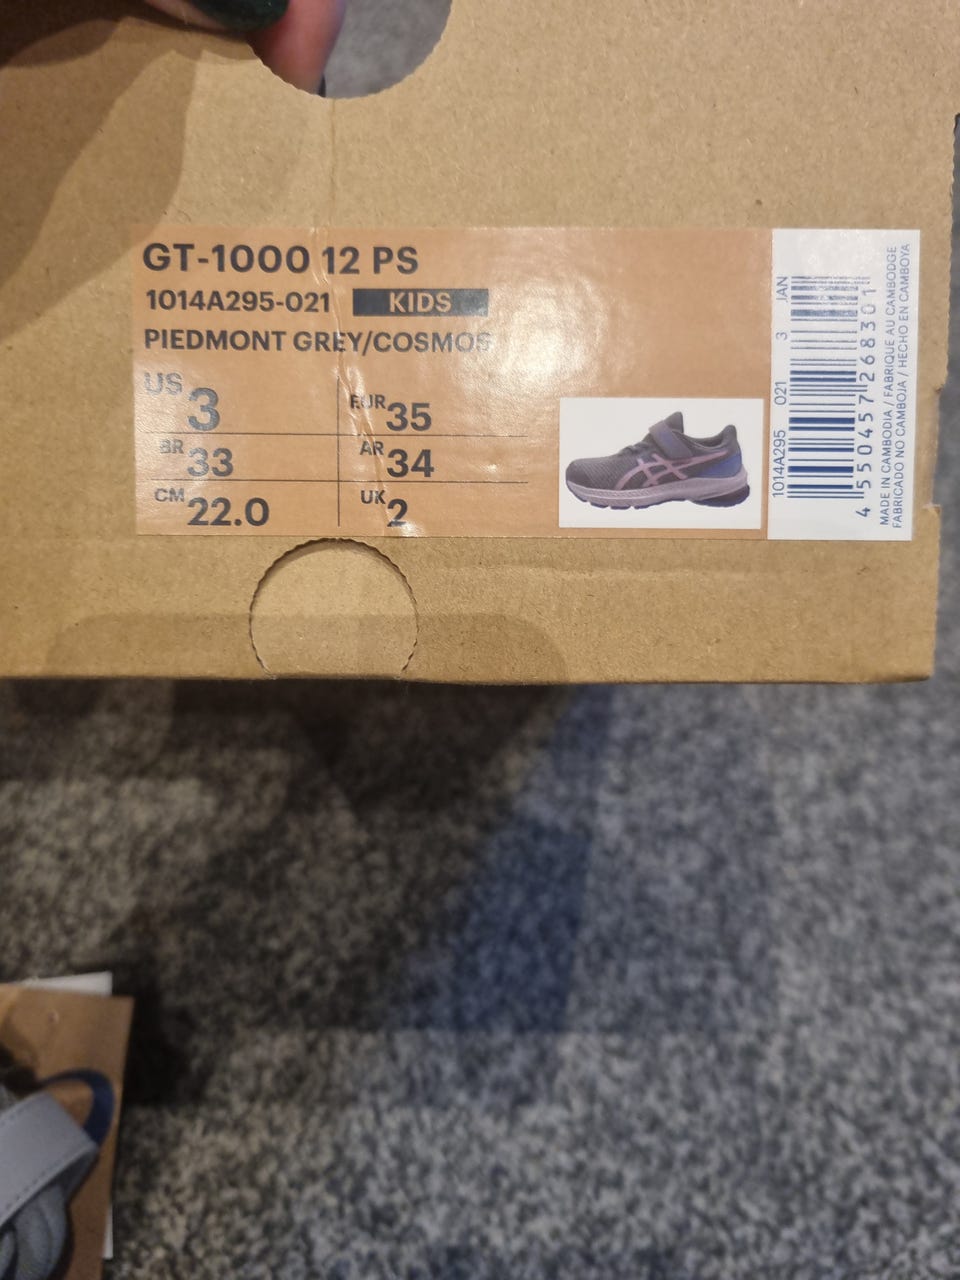 GT-1000 12 PS
1014A295-021 KIDS
PIEDMONT GREY/COSMOS
US 3 EUR 35
BR 33 AR 34
CM 22.0 UK 2
1014A295 021 3 JAN
4 550457 268301
MADE IN CAMBODIA / FABRIQUE AU CAMBODGE
FABRICADO NO CAMBOJA / HECHO EN CAMBOYA